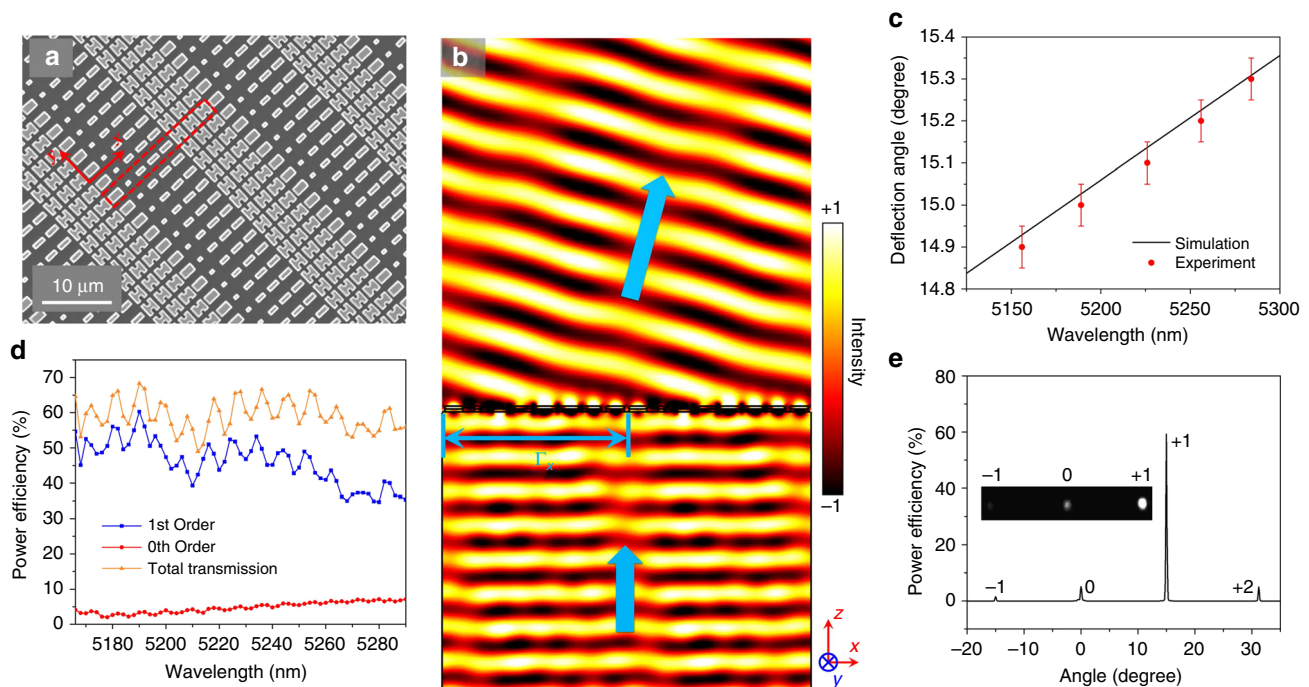 a
y
x
10 μm
b
Γx
z
x
y
+1
Intensity
−1
c
Deflection angle (degree)
15.4
15.3
15.2
15.1
15.0
14.9
14.8
Simulation
Experiment
5150 5200 5250 5300
Wavelength (nm)
d
Power efficiency (%)
70
60
50
40
30
20
10
0
1st Order
0th Order
Total transmission
5180 5200 5220 5240 5260 5280
Wavelength (nm)
e
Power efficiency (%)
80
60
40
20
0
+1
−1 0 +1
−1 0 +2
−20 −10 0 10 20 30
Angle (degree)